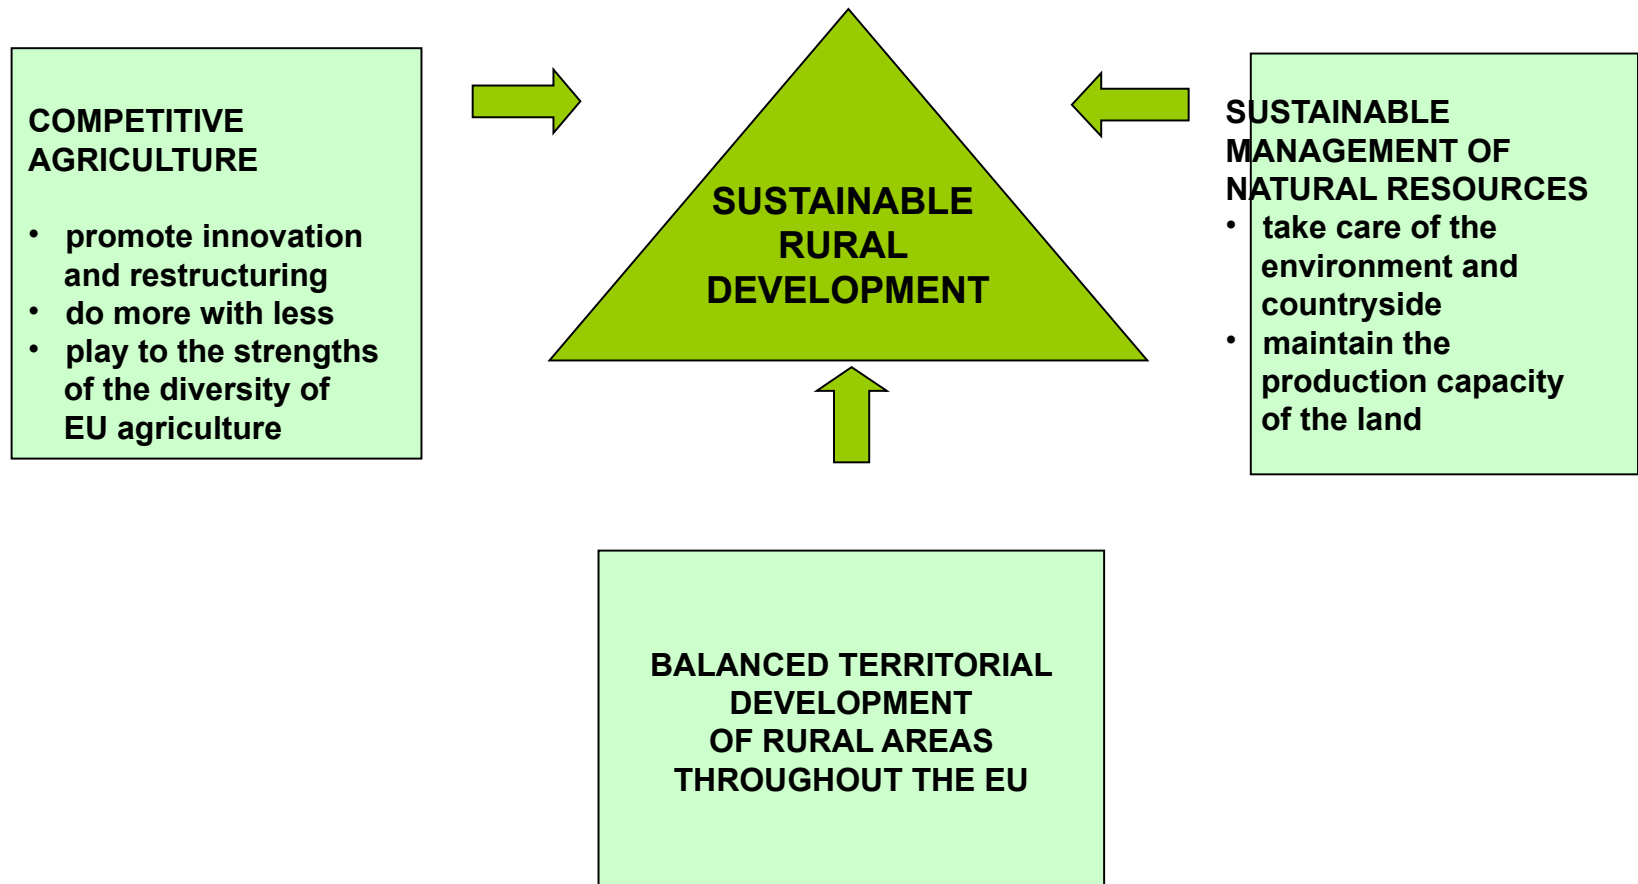 COMPETITIVE
AGRICULTURE
• promote innovation
and restructuring
• do more with less
• play to the strengths
of the diversity of
EU agriculture
SUSTAINABLE
RURAL
DEVELOPMENT
SUSTAINABLE
MANAGEMENT OF
NATURAL RESOURCES
• take care of the
environment and
countryside
• maintain the
production capacity
of the land
BALANCED TERRITORIAL
DEVELOPMENT
OF RURAL AREAS
THROUGHOUT THE EU